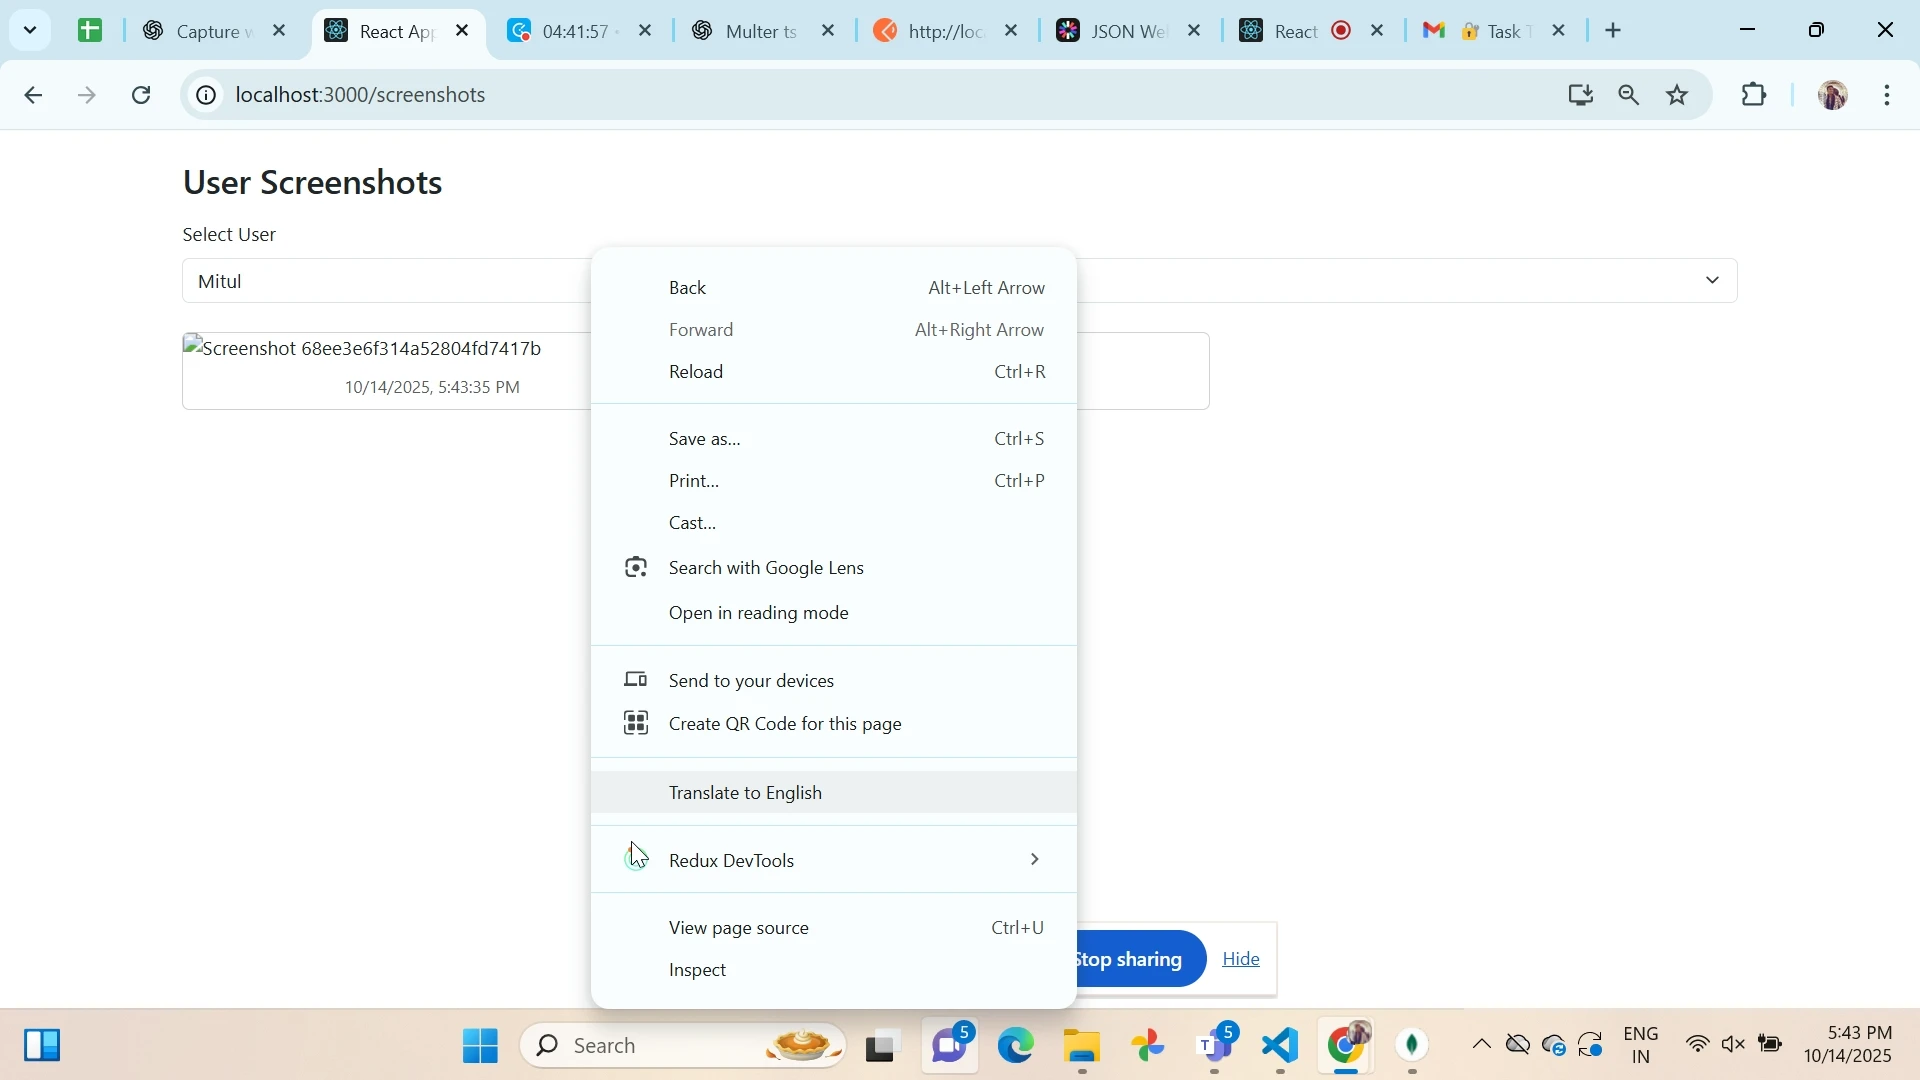 Capture w
React App
04:41:57
Multer ts
http://loc
JSON We
React
Task T
localhost:3000/screenshots
User Screenshots
Select User
Mitul
Screenshot 68ee3e6f314a52804fd7417b
10/14/2025, 5:43:35 PM
Back Alt+Left Arrow
Forward Alt+Right Arrow
Reload Ctrl+R
Save as... Ctrl+S
Print... Ctrl+P
Cast...
Search with Google Lens
Open in reading mode
Send to your devices
Create QR Code for this page
Translate to English
Redux DevTools
View page source Ctrl+U
Inspect
Stop sharing
Hide
Search
5
5
ENG
IN
5:43 PM
10/14/2025